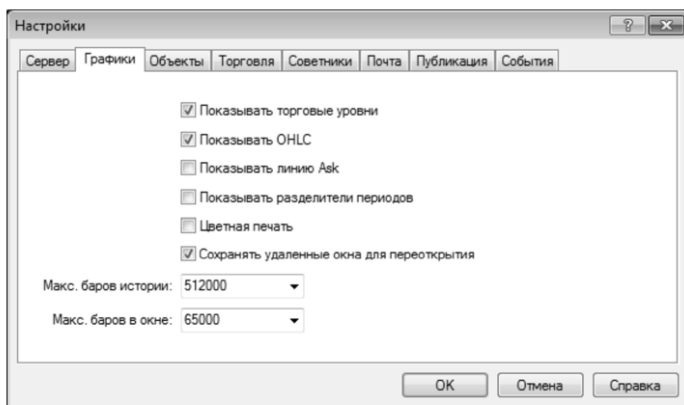 Настройки
Сервер Графики Объекты Торговля Советники Почта Публикация События
Показывать торговые уровни
Показывать OHLC
Показывать линию Ask
Показывать разделители периодов
Цветная печать
Сохранять удаленные окна для переоткрытия
Макс. баров истории: 512000
Макс. баров в окне: 65000
OK Отмена Справка